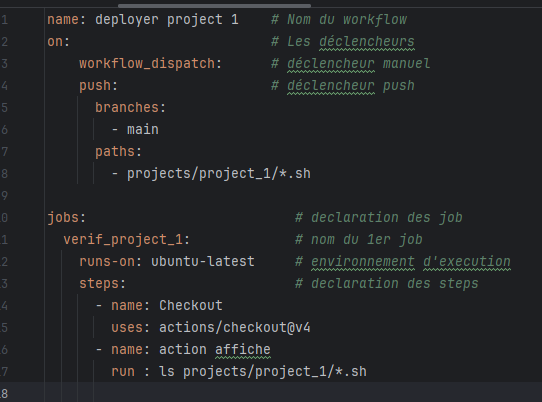 1 name: deployer project 1 # Nom du workflow
2 on: # Les déclencheurs
3 workflow_dispatch: # déclencheur manuel
4 push: # déclencheur push
5 branches:
6 - main
7 paths:
8 - projects/project_1/*.sh
9
0 jobs: # declaration des job
1 verif_project_1: # nom du 1er job
2 runs-on: ubuntu-latest # environnement d'execution
3 steps: # declaration des steps
4 - name: Checkout
5 uses: actions/checkout@v4
6 - name: action affiche
7 run : ls projects/project_1/*.sh
8